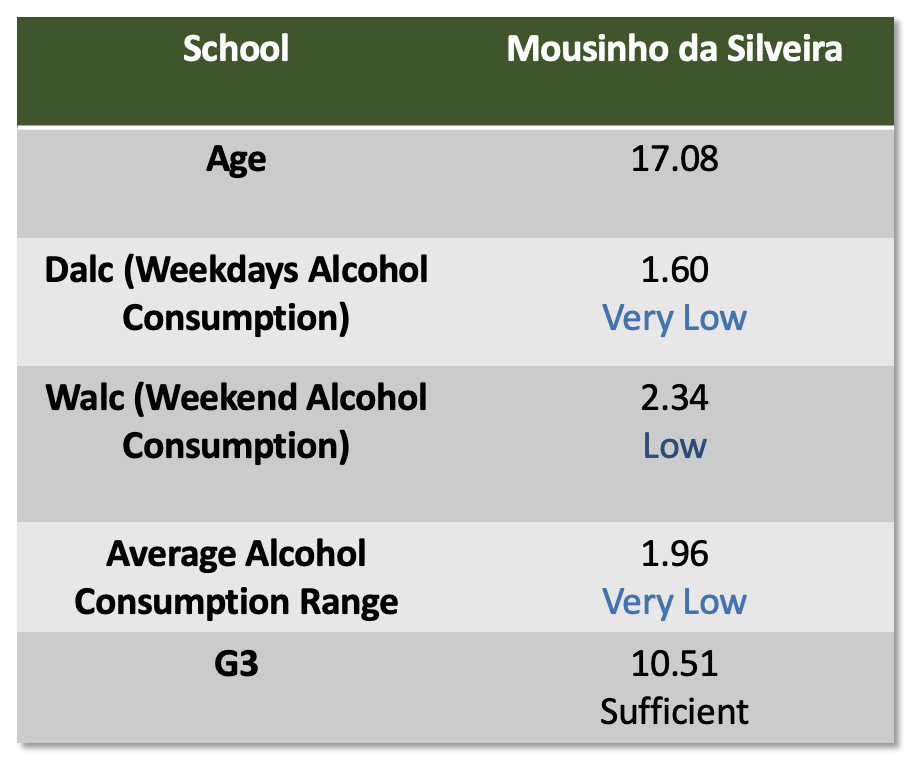 School
Mousinho da Silveira
Age
17.08
Dalc (Weekdays Alcohol
Consumption)
1.60
Very Low
Walc (Weekend Alcohol
Consumption)
2.34
Low
Average Alcohol
Consumption Range
1.96
Very Low
G3
10.51
Sufficient